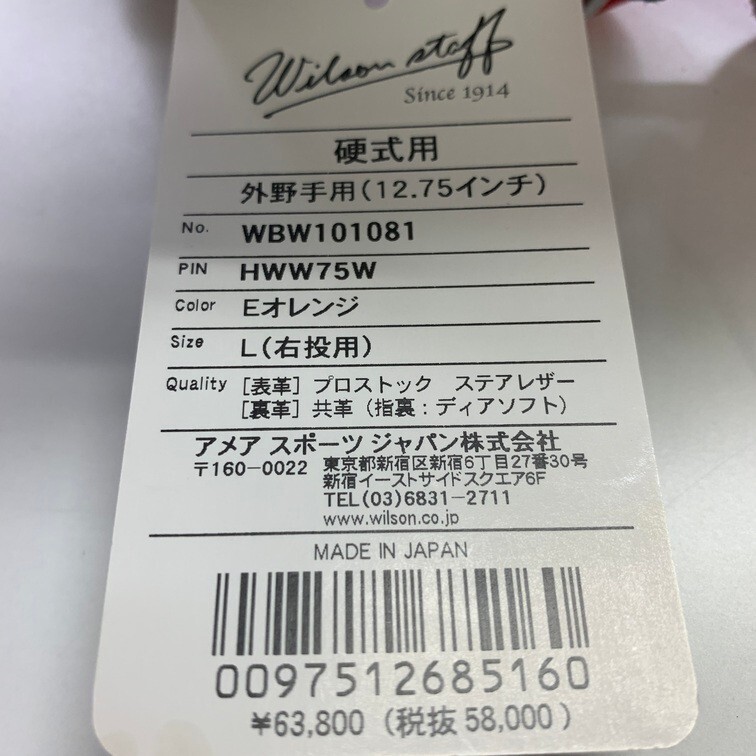 Wilson staff
Since 1914
硬式用
外野手用(12.75インチ)
No. WBW101081
PIN HWW75W
Color Eオレンジ
Size L(右投用)
Quality [表革] プロストック ステアレザー
[裏革] 共革(指裏:ディアソフト)
アメア スポーツ ジャパン株式会社
〒160-0022 東京都新宿区新宿6丁目27番30号
新宿イーストサイドスクエア6F
TEL(03)6831-2711
www.wilson.co.jp
MADE IN JAPAN
0097512685160
¥63,800 (税抜 58,000)